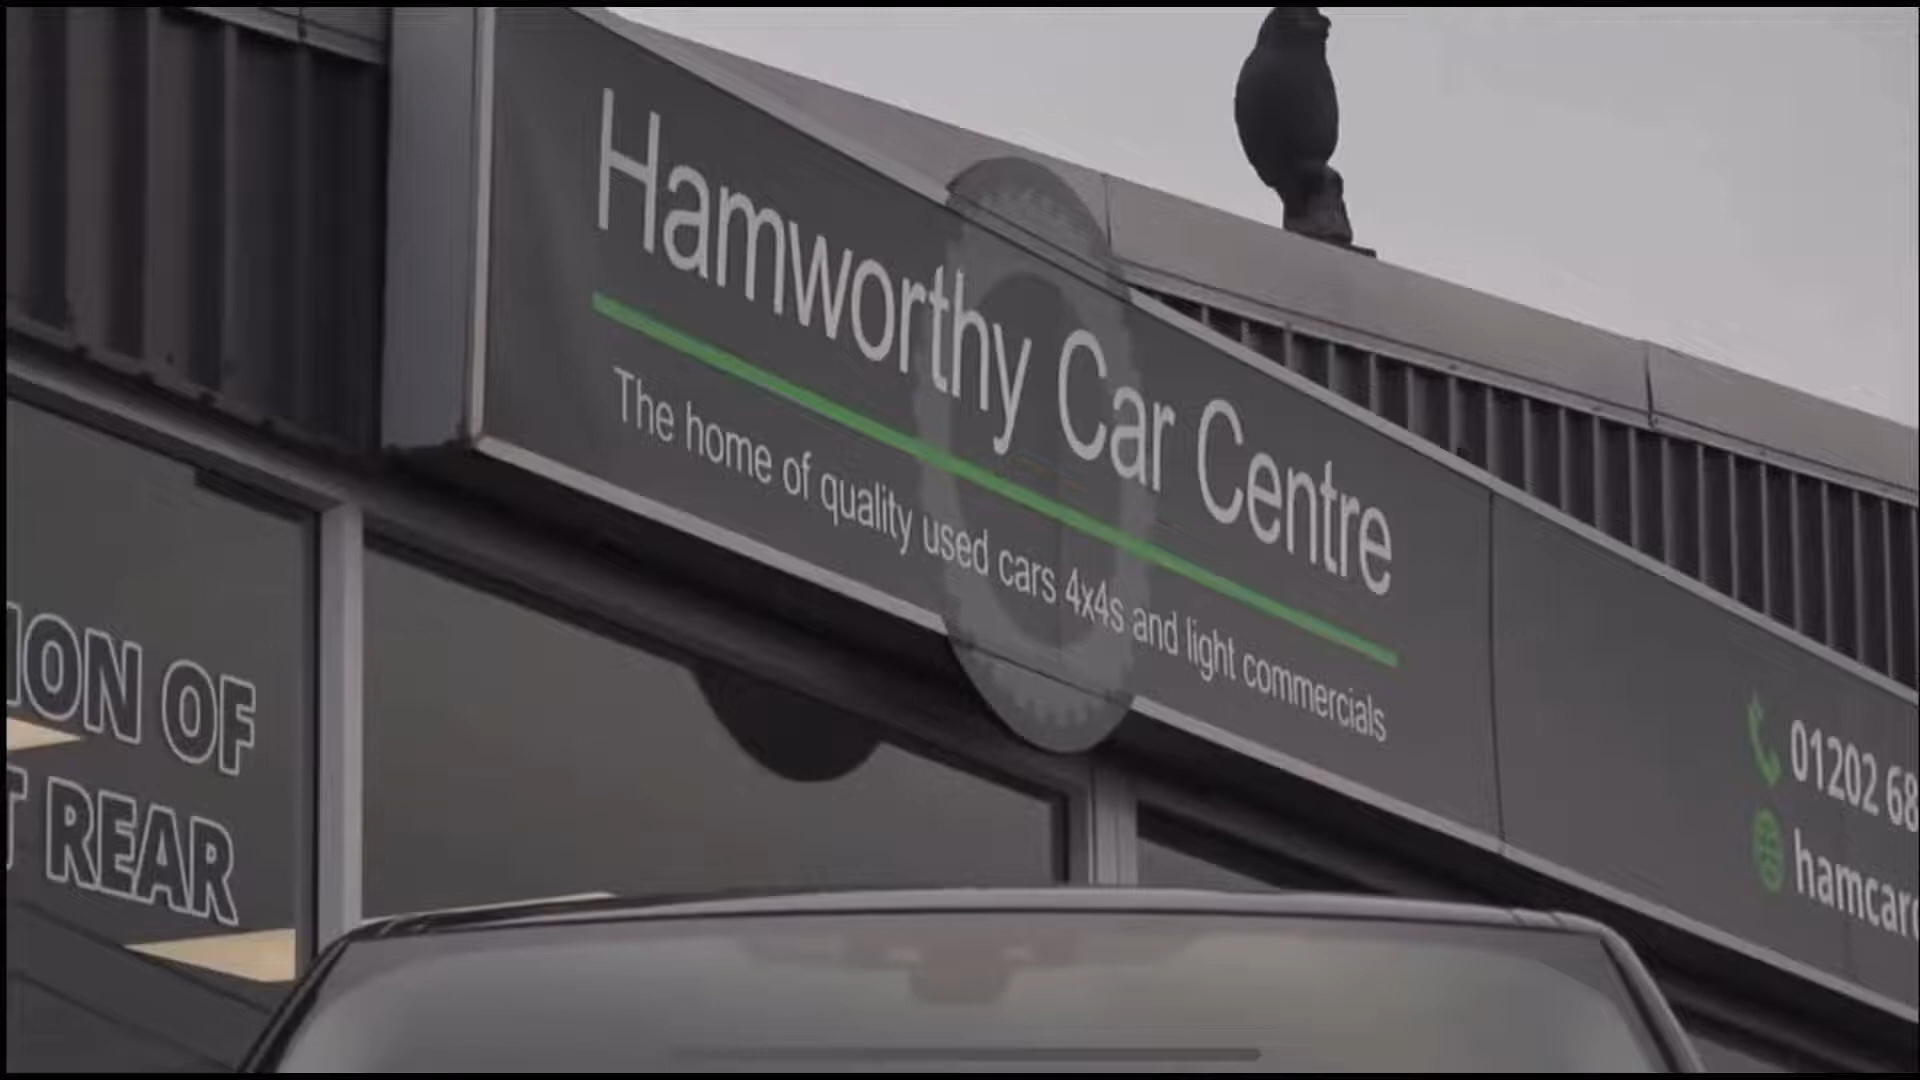 Hamworthy Car Centre
The home of quality used cars 4x4s and light commercials
ION OF
T REAR
01202 68
hamcar